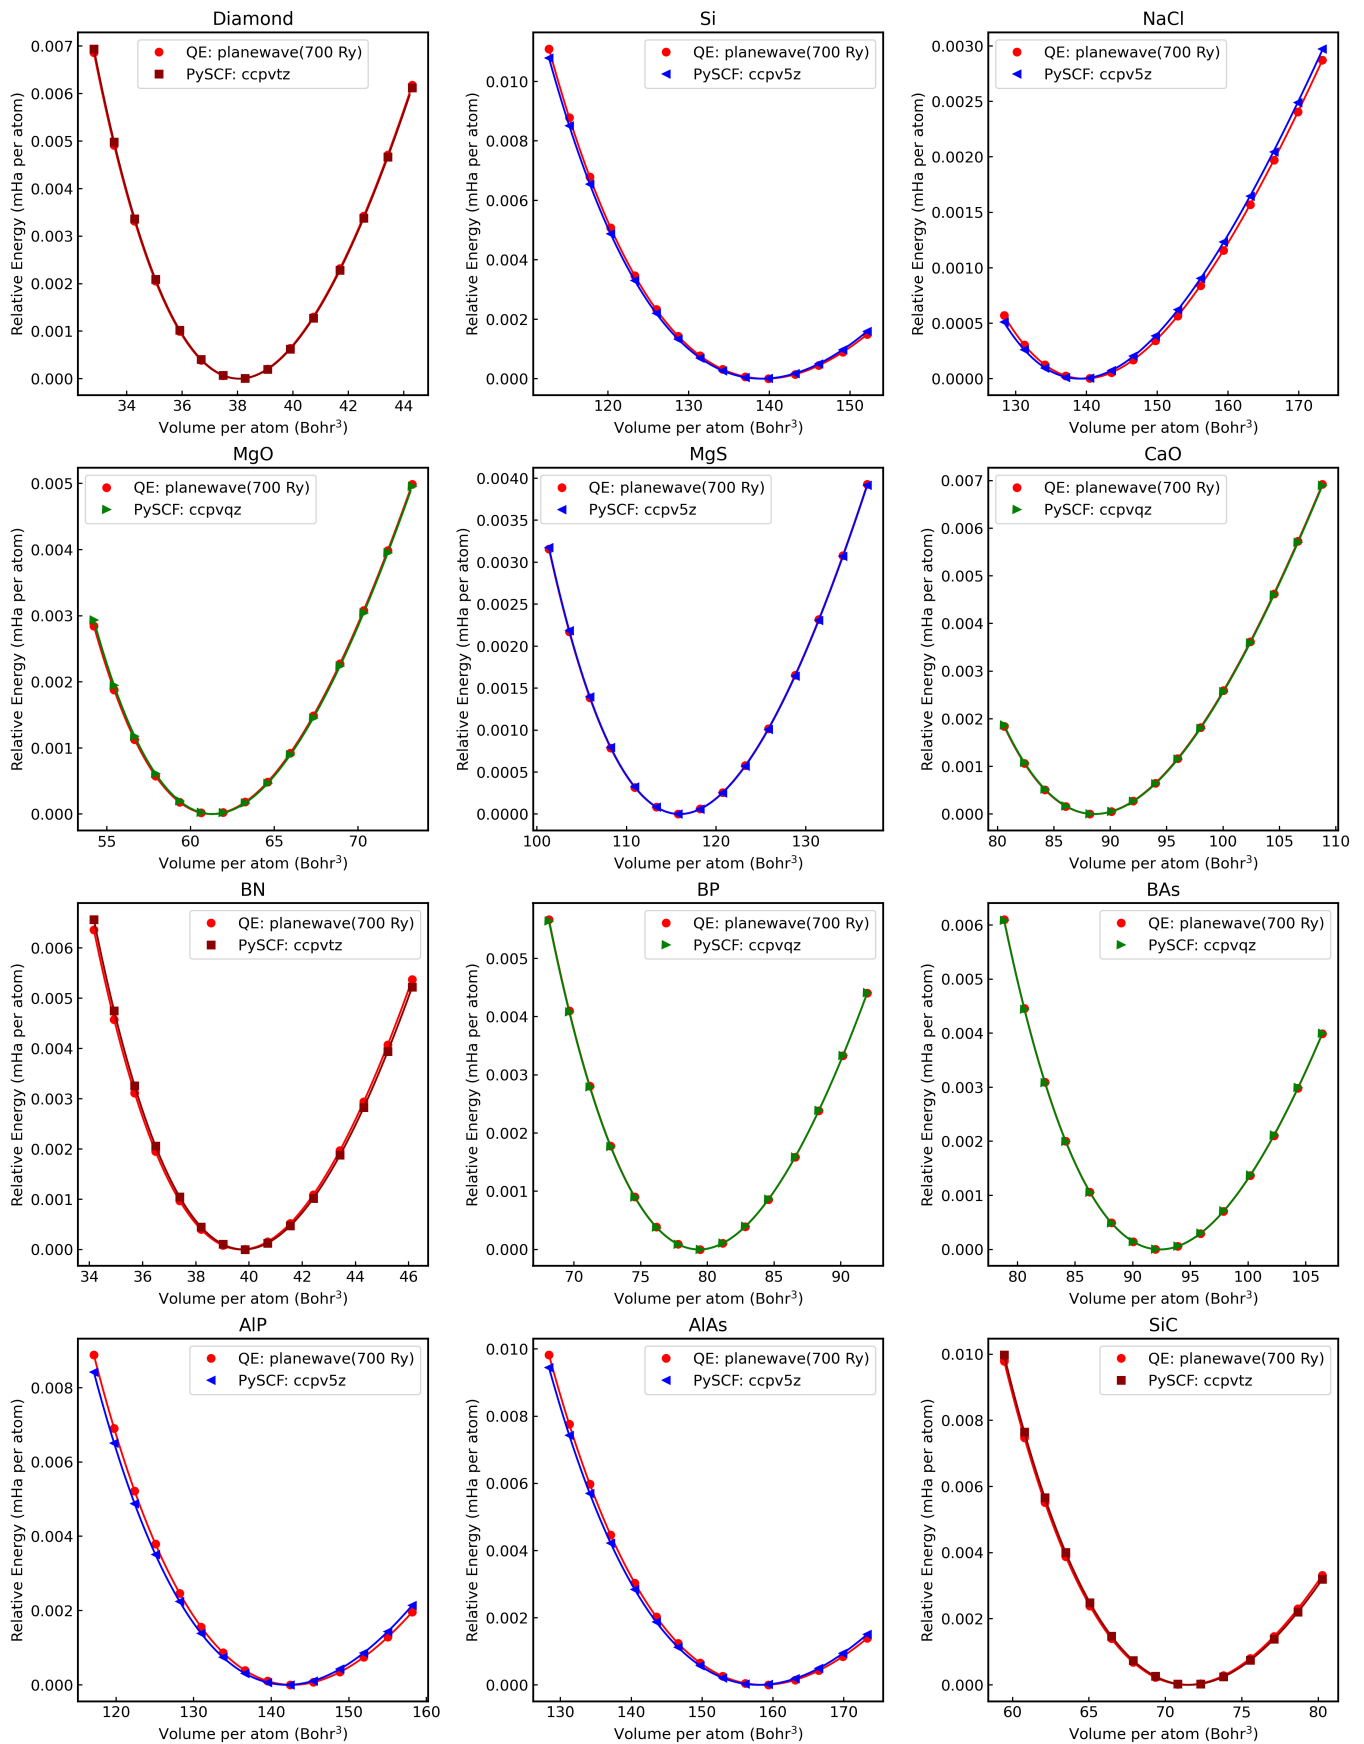 Diamond
QE: planewave(700 Ry)
PySCF: ccpvtz
Relative Energy (mHa per atom)
0.007
0.006
0.005
0.004
0.003
0.002
0.001
0.000
34 36 38 40 42 44
Volume per atom (Bohr³)
Si
QE: planewave(700 Ry)
PySCF: ccpv5z
Relative Energy (mHa per atom)
0.010
0.008
0.006
0.004
0.002
0.000
120 130 140 150
Volume per atom (Bohr³)
NaCl
QE: planewave(700 Ry)
PySCF: ccpv5z
Relative Energy (mHa per atom)
0.0030
0.0025
0.0020
0.0015
0.0010
0.0005
0.0000
130 140 150 160 170
Volume per atom (Bohr³)
MgO
QE: planewave(700 Ry)
PySCF: ccpvqz
Relative Energy (mHa per atom)
0.005
0.004
0.003
0.002
0.001
0.000
55 60 65 70
Volume per atom (Bohr³)
MgS
QE: planewave(700 Ry)
PySCF: ccpv5z
Relative Energy (mHa per atom)
0.0040
0.0035
0.0030
0.0025
0.0020
0.0015
0.0010
0.0005
0.0000
100 110 120 130
Volume per atom (Bohr³)
CaO
QE: planewave(700 Ry)
PySCF: ccpvqz
Relative Energy (mHa per atom)
0.007
0.006
0.005
0.004
0.003
0.002
0.001
0.000
80 85 90 95 100 105 110
Volume per atom (Bohr³)
BN
QE: planewave(700 Ry)
PySCF: ccpvtz
Relative Energy (mHa per atom)
0.006
0.005
0.004
0.003
0.002
0.001
0.000
34 36 38 40 42 44 46
Volume per atom (Bohr³)
BP
QE: planewave(700 Ry)
PySCF: ccpvqz
Relative Energy (mHa per atom)
0.005
0.004
0.003
0.002
0.001
0.000
70 75 80 85 90
Volume per atom (Bohr³)
BAs
QE: planewave(700 Ry)
PySCF: ccpvqz
Relative Energy (mHa per atom)
0.006
0.005
0.004
0.003
0.002
0.001
0.000
80 85 90 95 100 105
Volume per atom (Bohr³)
AlP
QE: planewave(700 Ry)
PySCF: ccpv5z
Relative Energy (mHa per atom)
0.008
0.006
0.004
0.002
0.000
120 130 140 150 160
Volume per atom (Bohr³)
AlAs
QE: planewave(700 Ry)
PySCF: ccpv5z
Relative Energy (mHa per atom)
0.010
0.008
0.006
0.004
0.002
0.000
130 140 150 160 170
Volume per atom (Bohr³)
SiC
QE: planewave(700 Ry)
PySCF: ccpvtz
Relative Energy (mHa per atom)
0.010
0.008
0.006
0.004
0.002
0.000
60 65 70 75 80
Volume per atom (Bohr³)